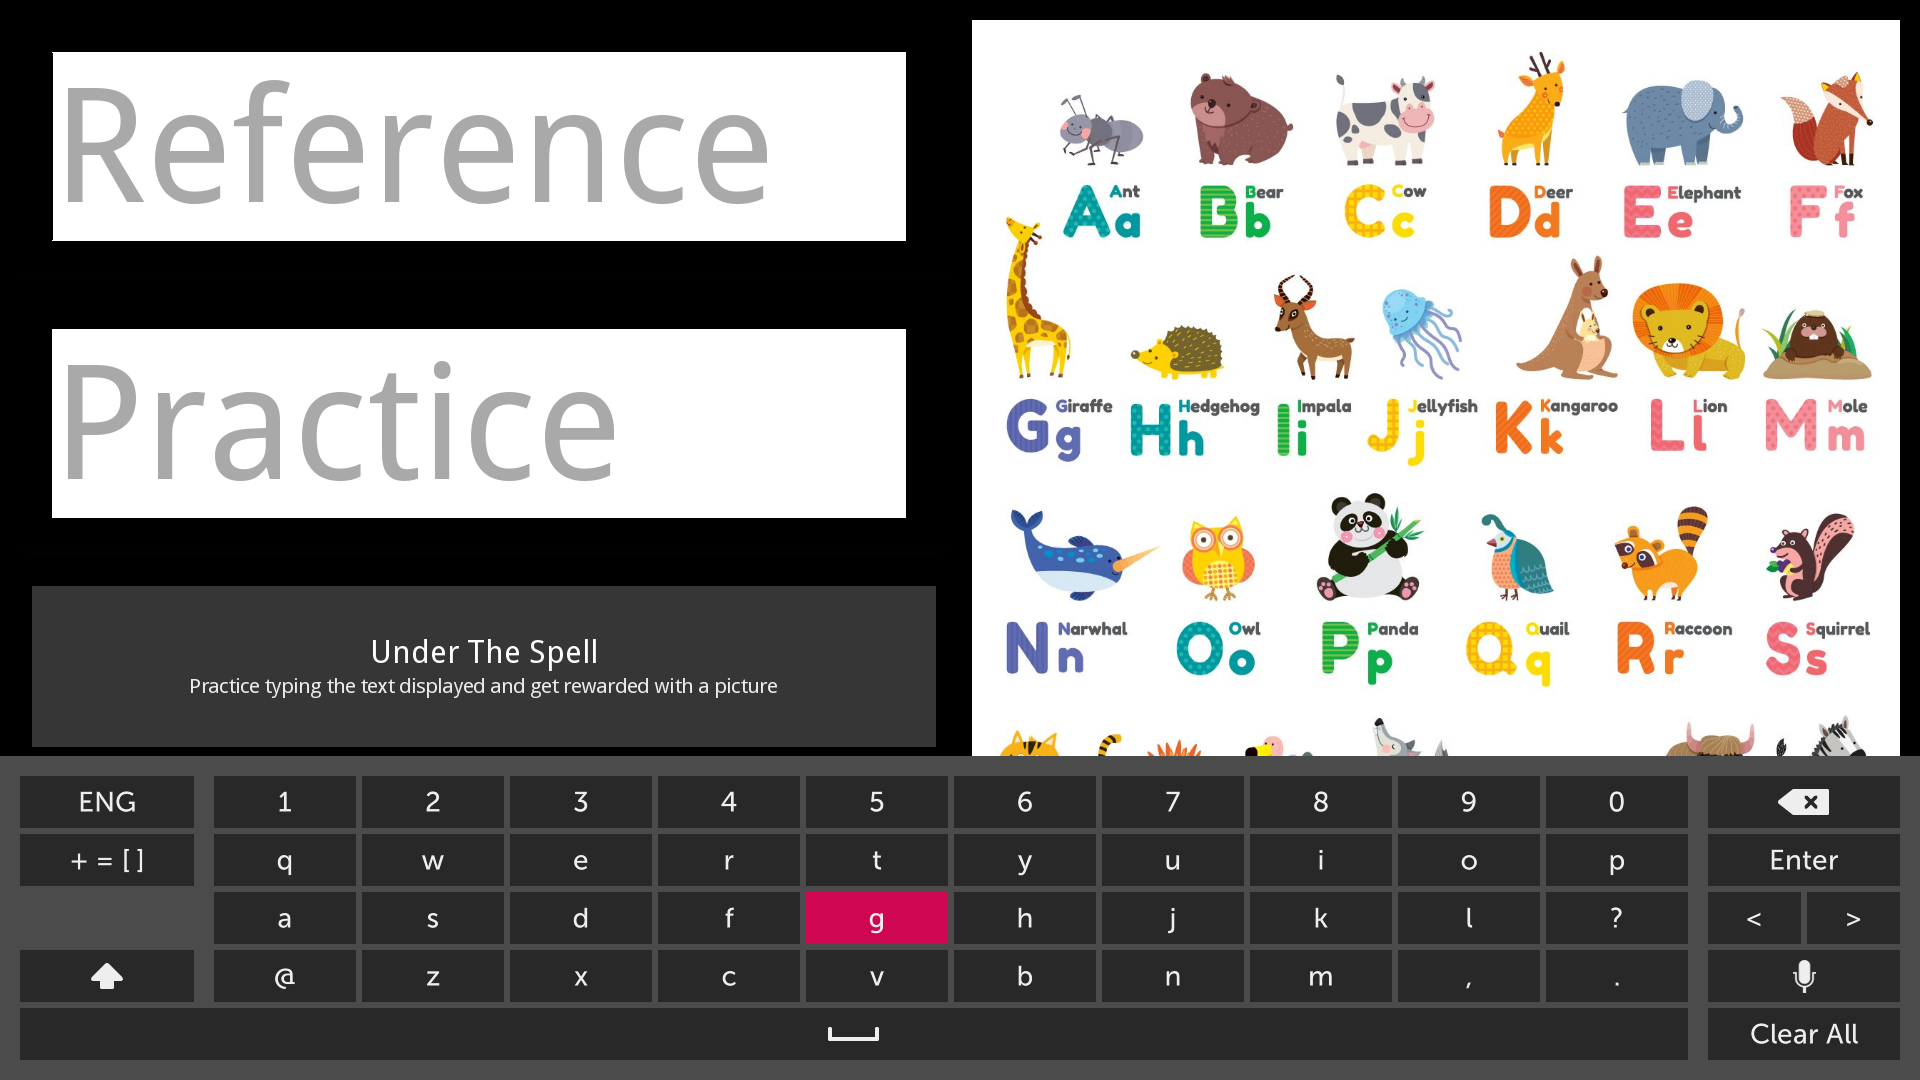 Reference
Practice
Under The Spell
Practice typing the text displayed and get rewarded with a picture
Ant Bear Cow Deer Elephant Fox
Aa Bb Cc Dd Ee Ff
Giraffe Hedgehog Impala Jellyfish Kangaroo Lion Mole
Gg Hh Ii Jj Kk Ll Mm
Narwhal Owl Panda Quail Raccoon Squirrel
Nn Oo Pp Qq Rr Ss
ENG 1 2 3 4 5 6 7 8 9 0
+ = [ ] q w e r t y u i o p Enter
a s d f g h j k l ? < >
@ z x c v b n m , .
Clear All